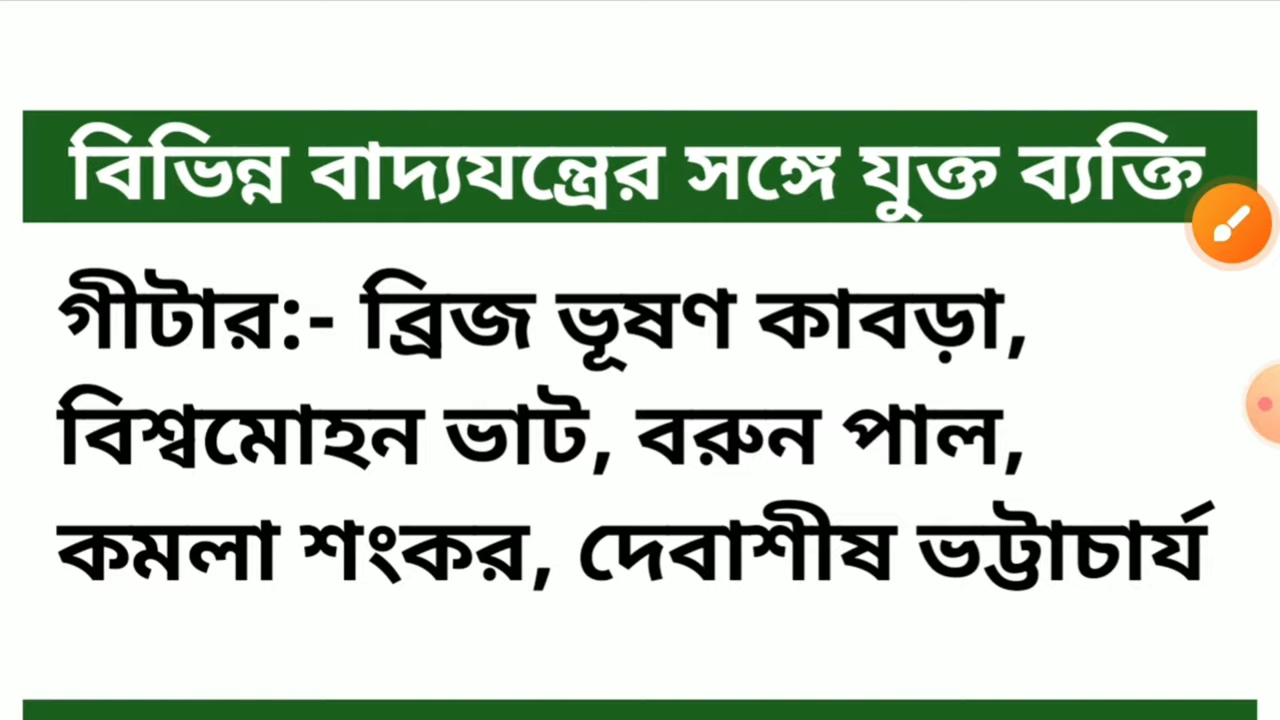 বিভিন্ন বাদ্যযন্ত্রের সঙ্গে যুক্ত ব্যক্তি
গীটার:- ব্রিজ ভূষণ কাবড়া,
বিশ্বমোহন ভাট, বরুন পাল,
কমলা শংকর, দেবাশীষ ভট্টাচার্য